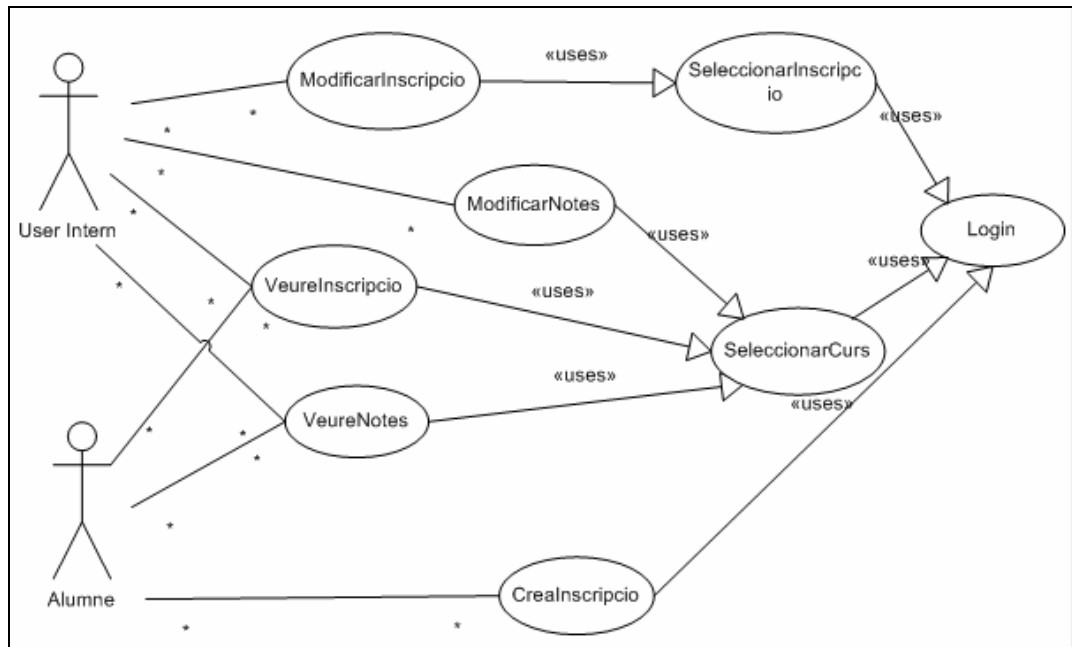 ModificarInscripcio
«uses»
SeleccionarInscripc
io
«uses»
*
*
*
User Intern
ModificarNotes
*
*
«uses»
Login
«uses»
VeureInscripcio
«uses»
*
*
*
SeleccionarCurs
«uses»
«uses»
VeureNotes
*
*
*
*
Alumne
CreaInscripcio
*
*